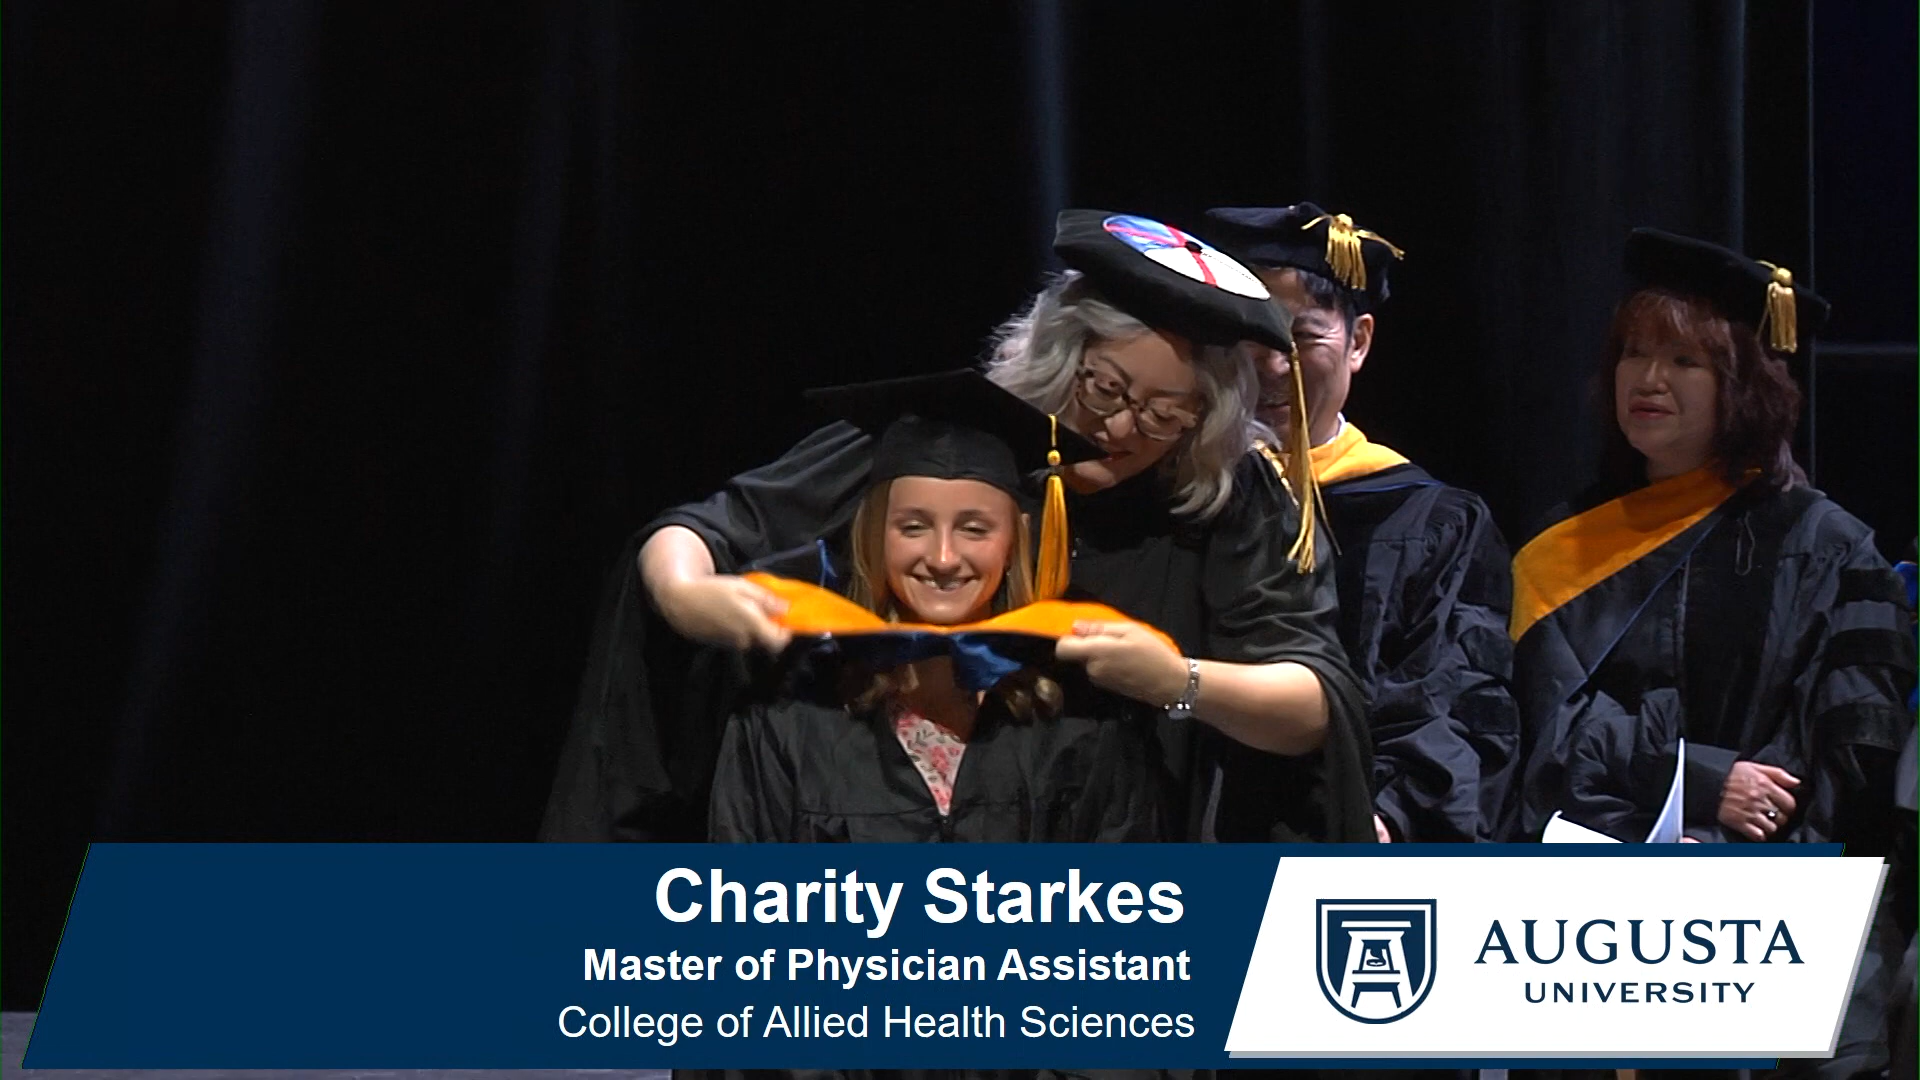 Charity Starkes
Master of Physician Assistant
College of Allied Health Sciences
AUGUSTA
UNIVERSITY